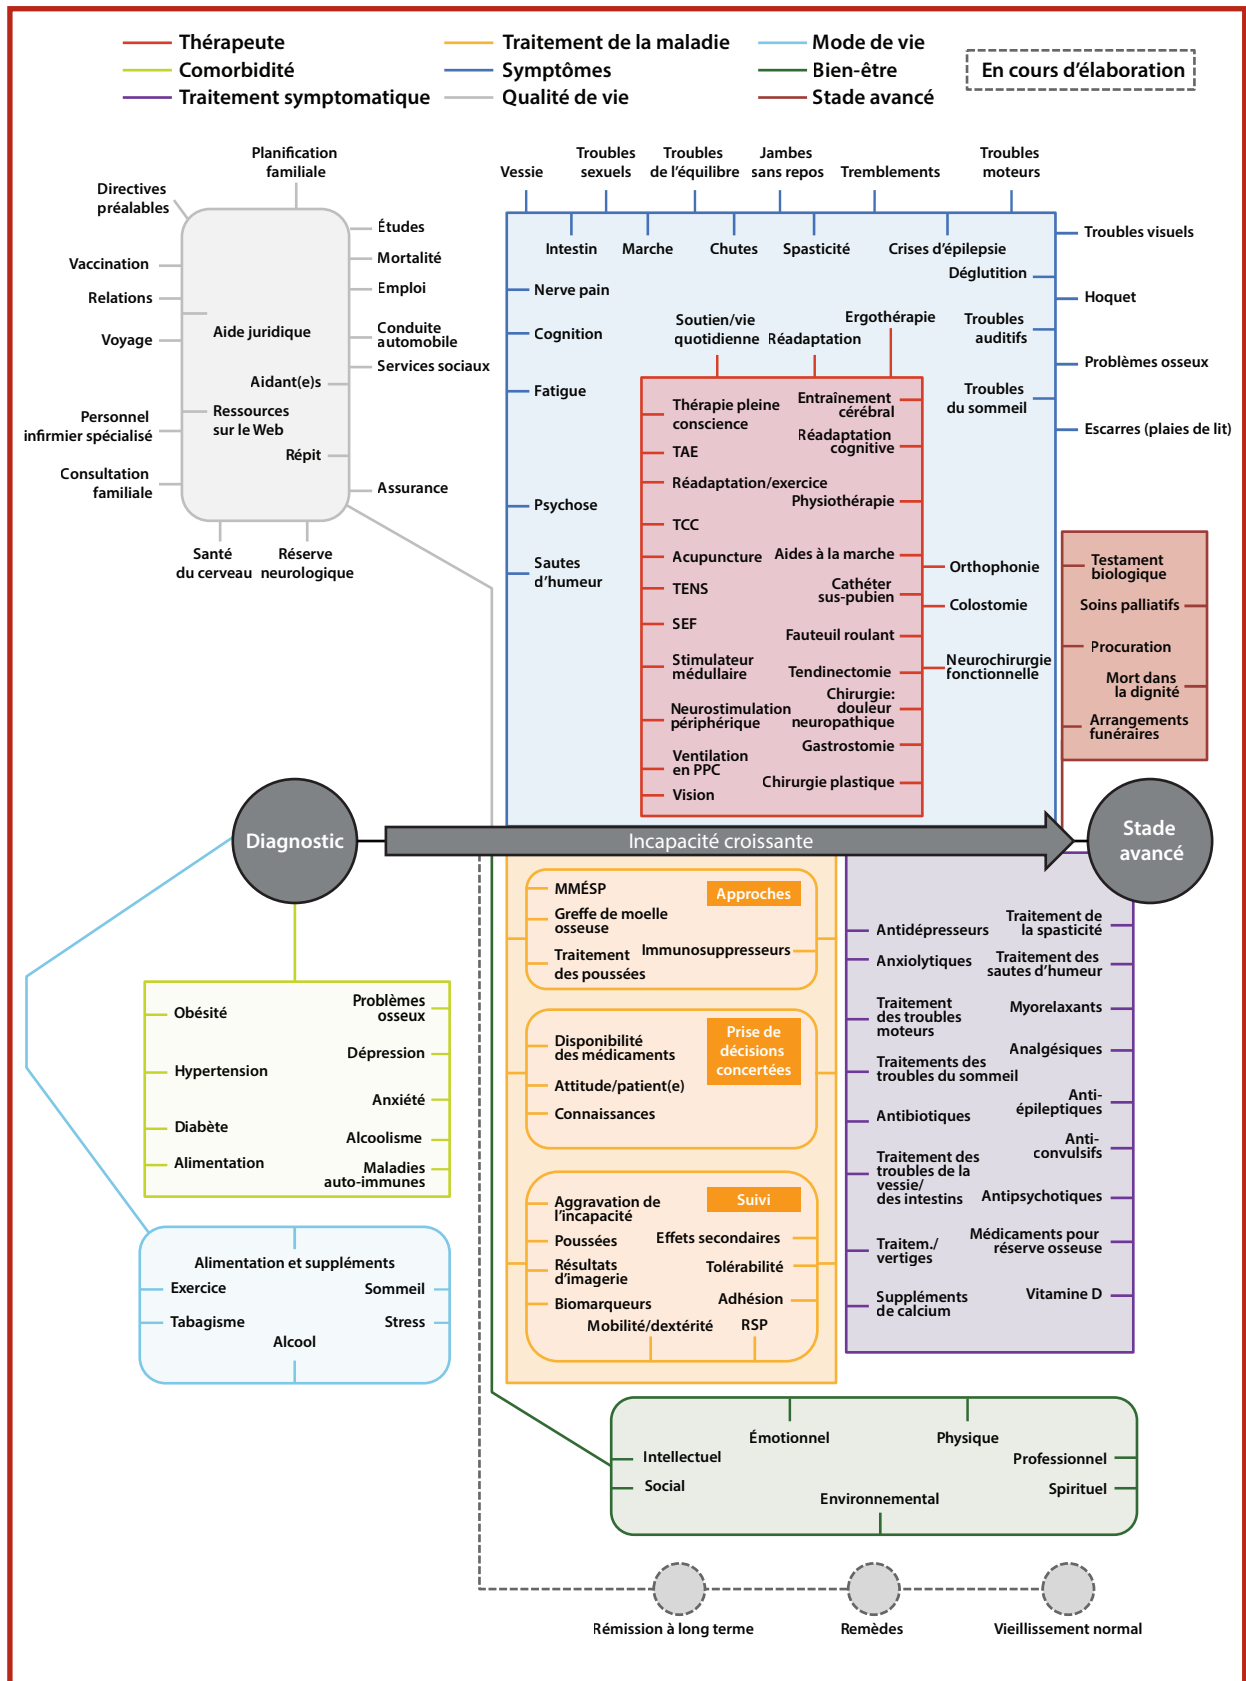 Thérapeute
Traitement de la maladie
Mode de vie
Comorbidité
Symptômes
Bien-être
En cours d’élaboration
Traitement symptomatique
Qualité de vie
Stade avancé
Planification
familiale
Directives
préalables
Vaccination
Relations
Voyage
Personnel
infirmier spécialisé
Consultation
familiale
Études
Mortalité
Emploi
Conduite
automobile
Services sociaux
Assurance
Aide juridique
Aidant(e)s
Ressources
sur le Web
Répit
Santé
du cerveau
Réserve
neurologique
Vessie
Troubles
sexuels
Troubles
de l’équilibre
Jambes
sans repos
Tremblements
Troubles
moteurs
Intestin
Marche
Chutes
Spasticité
Crises d’épilepsie
Troubles visuels
Déglutition
Hoquet
Troubles
auditifs
Problèmes osseux
Troubles
du sommeil
Escarres (plaies de lit)
Nerve pain
Cognition
Fatigue
Psychose
Sautes
d’humeur
Soutien/vie
quotidienne
Réadaptation
Ergothérapie
Thérapie pleine
conscience
TAE
Réadaptation/exercice
TCC
Acupuncture
TENS
SEF
Stimulateur
médullaire
Neurostimulation
périphérique
Ventilation
en PPC
Vision
Entraînement
cérébral
Réadaptation
cognitive
Physiothérapie
Aides à la marche
Cathéter
sus-pubien
Fauteuil roulant
Tendinectomie
Chirurgie:
douleur
neuropathique
Gastrostomie
Chirurgie plastique
Orthophonie
Colostomie
Neurochirurgie
fonctionnelle
Testament
biologique
Soins palliatifs
Procuration
Mort dans
la dignité
Arrangements
funéraires
Diagnostic
Incapacité croissante
Stade
avancé
Obésité
Hypertension
Diabète
Alimentation
Problèmes
osseux
Dépression
Anxiété
Alcoolisme
Maladies
auto-immunes
Alimentation et suppléments
Exercice
Sommeil
Tabagisme
Stress
Alcool
Approches
MMÉSP
Greffe de moelle
osseuse
Traitement
des poussées
Immunosuppresseurs
Prise de
décisions
concertées
Disponibilité
des médicaments
Attitude/patient(e)
Connaissances
Suivi
Aggravation de
l’incapacité
Poussées
Résultats
d’imagerie
Biomarqueurs
Effets secondaires
Tolérabilité
Adhésion
Mobilité/dextérité
RSP
Antidépresseurs
Anxiolytiques
Traitement
des troubles
moteurs
Traitements des
troubles du sommeil
Antibiotiques
Traitement des
troubles de la
vessie/
des intestins
Traitem./
vertiges
Suppléments
de calcium
Traitement de
la spasticité
Traitement des
sautes d’humeur
Myorelaxants
Analgésiques
Anti-
épileptiques
Anti-
convulsifs
Antipsychotiques
Médicaments pour
réserve osseuse
Vitamine D
Émotionnel
Physique
Intellectuel
Professionnel
Social
Spirituel
Environnemental
Rémission à long terme
Remèdes
Vieillissement normal